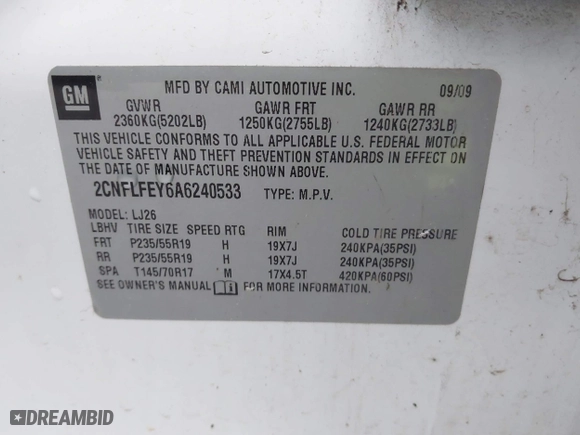 GM
MFD BY CAMI AUTOMOTIVE INC. 09/09
GVWR GAWR FRT GAWR RR
2360KG(5202LB) 1250KG(2755LB) 1240KG(2733LB)
THIS VEHICLE CONFORMS TO ALL APPLICABLE U.S. FEDERAL MOTOR
VEHICLE SAFETY AND THEFT PREVENTION STANDARDS IN EFFECT ON
THE DATE OF MANUFACTURE SHOWN ABOVE.
2CNFLFEY6A6240533 TYPE: M.P.V.
MODEL: LJ26
LBHV TIRE SIZE SPEED RTG RIM COLD TIRE PRESSURE
FRT P235/55R19 H 19X7J 240KPA(35PSI)
RR P235/55R19 H 19X7J 240KPA(35PSI)
SPA T145/70R17 M 17X4.5T 420KPA(60PSI)
SEE OWNER'S MANUAL FOR MORE INFORMATION.
DREAMBID